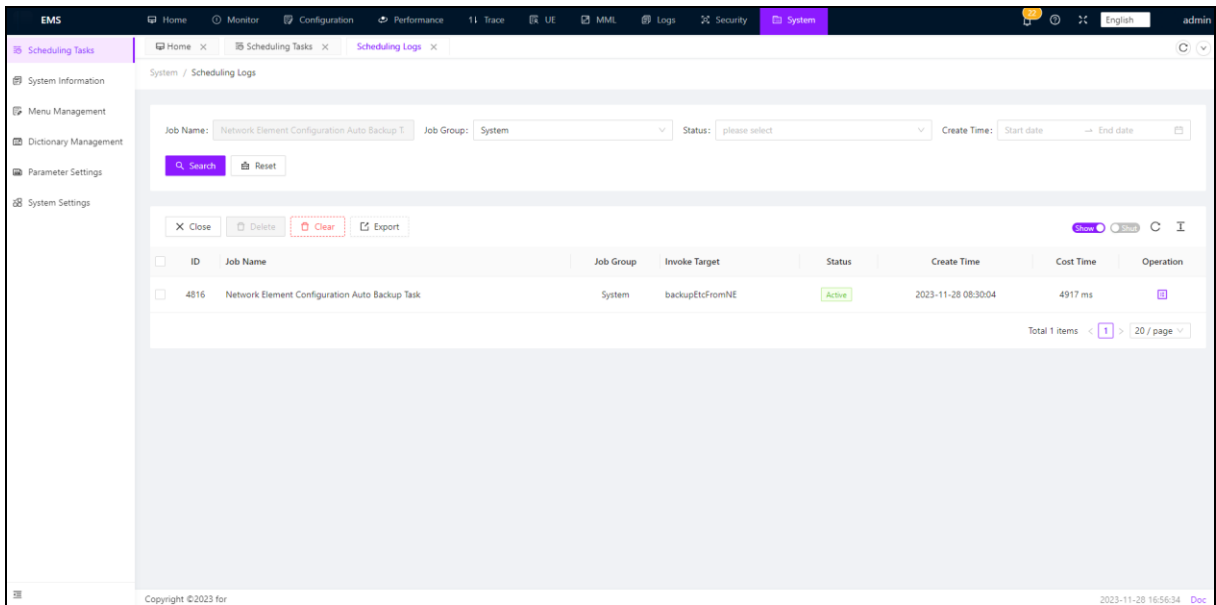 EMS Home Monitor Configuration Performance Trace UE MML Logs Security System 22 English admin
Scheduling Tasks
System Information
Menu Management
Dictionary Management
Parameter Settings
System Settings
Home Scheduling Tasks Scheduling Logs
System / Scheduling Logs
Job Name: Network Element Configuration Auto Backup T Job Group: System Status: please select Create Time: Start date → End date
Search Reset
Close Delete Clear Export Show Shut
ID Job Name Job Group Invoke Target Status Create Time Cost Time Operation
4816 Network Element Configuration Auto Backup Task System backupEtcFromNE Active 2023-11-28 08:30:04 4917 ms
Total 1 items < 1 > 20 / page
Copyright ©2023 for 2023-11-28 16:56:34 Doc